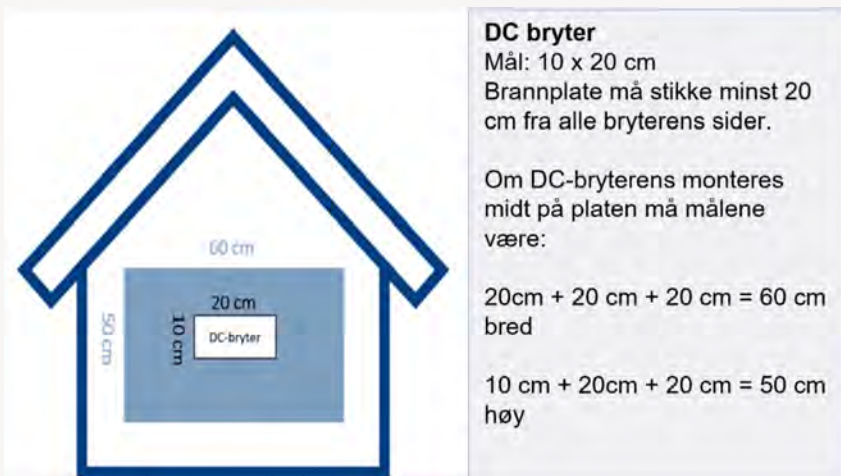 60 cm
50 cm
20 cm
10 cm
DC-bryter
DC bryter
Mål: 10 x 20 cm
Brannplate må stikke minst 20
cm fra alle bryterens sider.
Om DC-bryterens monteres
midt på platen må målene
være:
20cm + 20 cm + 20 cm = 60 cm
bred
10 cm + 20cm + 20 cm = 50 cm
høy